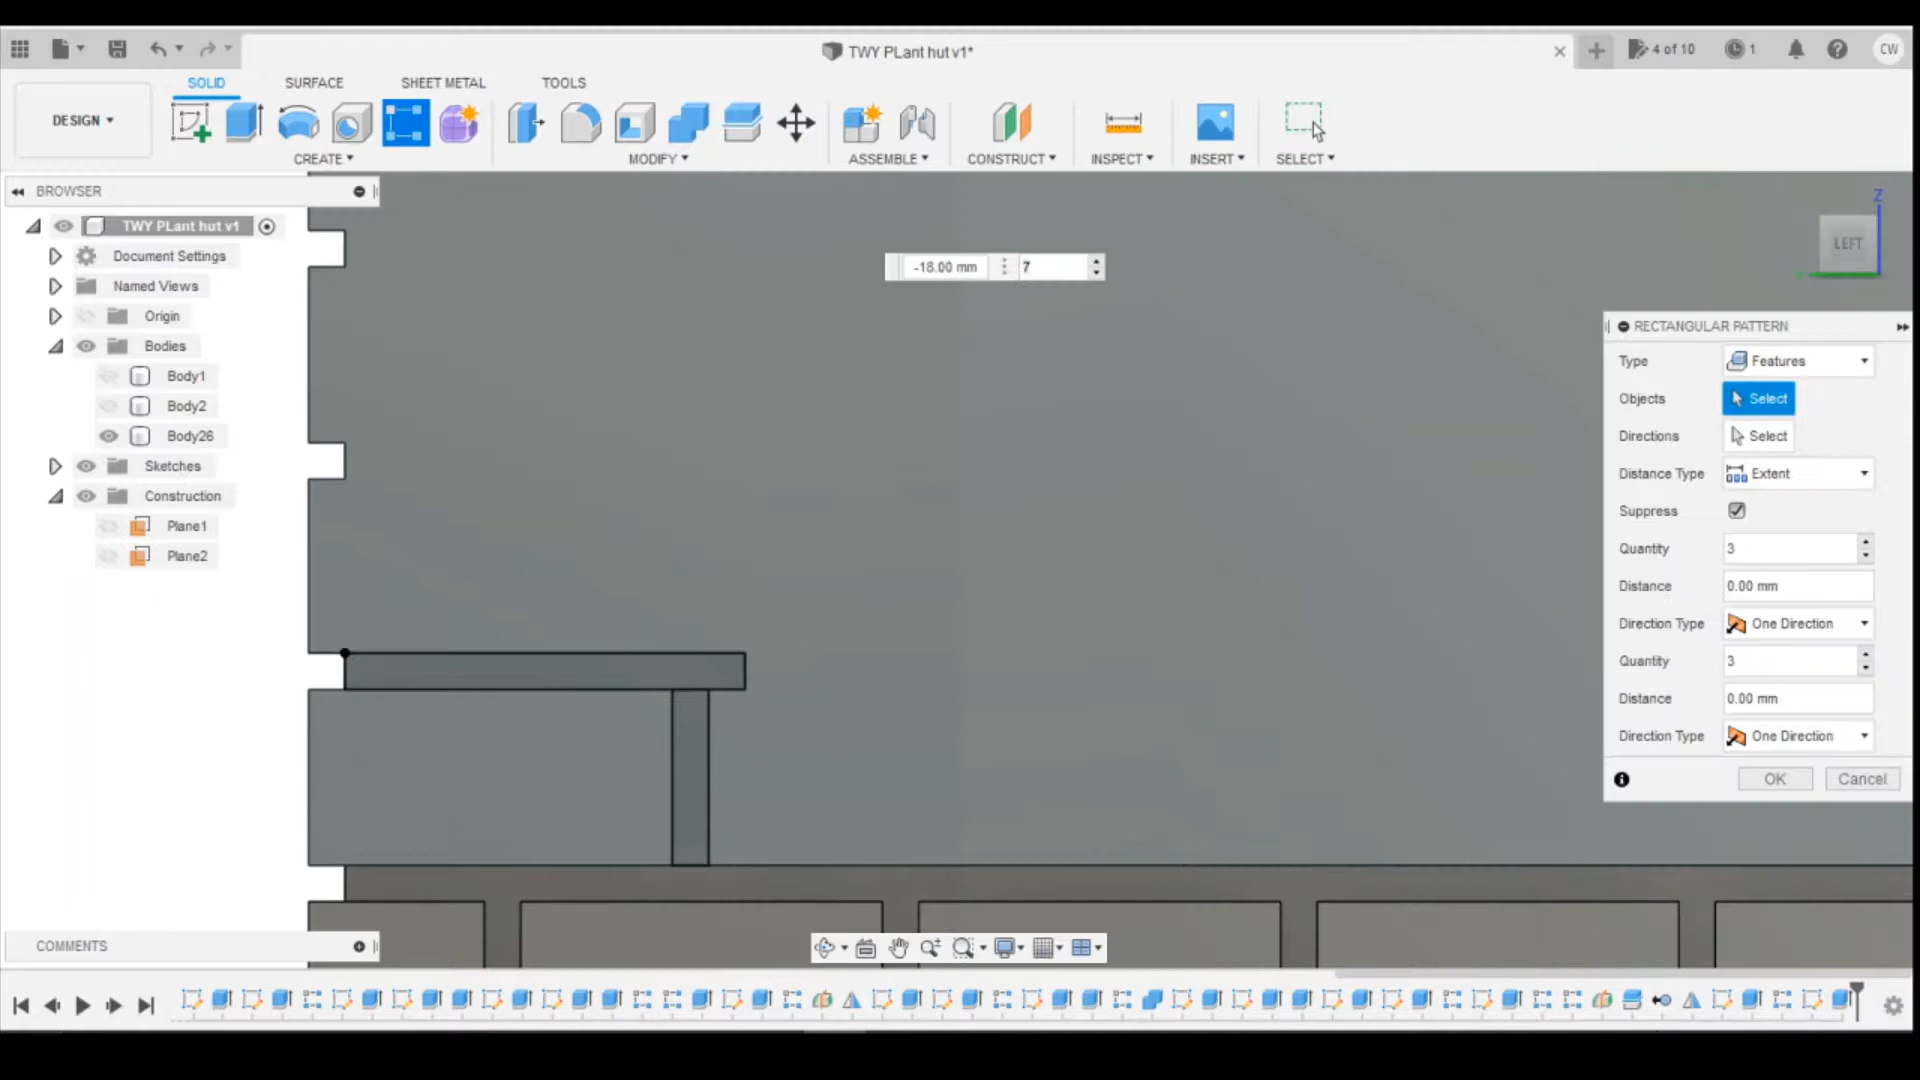 TWY PLant hut v1*
4 of 10
1
CW
DESIGN
SOLID
SURFACE
SHEET METAL
TOOLS
CREATE
MODIFY
ASSEMBLE
CONSTRUCT
INSPECT
INSERT
SELECT
BROWSER
TWY PLant hut v1
Document Settings
Named Views
Origin
Bodies
Body1
Body2
Body26
Sketches
Construction
Plane1
Plane2
-18.00 mm
7
Z
LEFT
RECTANGULAR PATTERN
Type Features
Objects Select
Directions Select
Distance Type Extent
Suppress
Quantity 3
Distance 0.00 mm
Direction Type One Direction
Quantity 3
Distance 0.00 mm
Direction Type One Direction
OK Cancel
COMMENTS